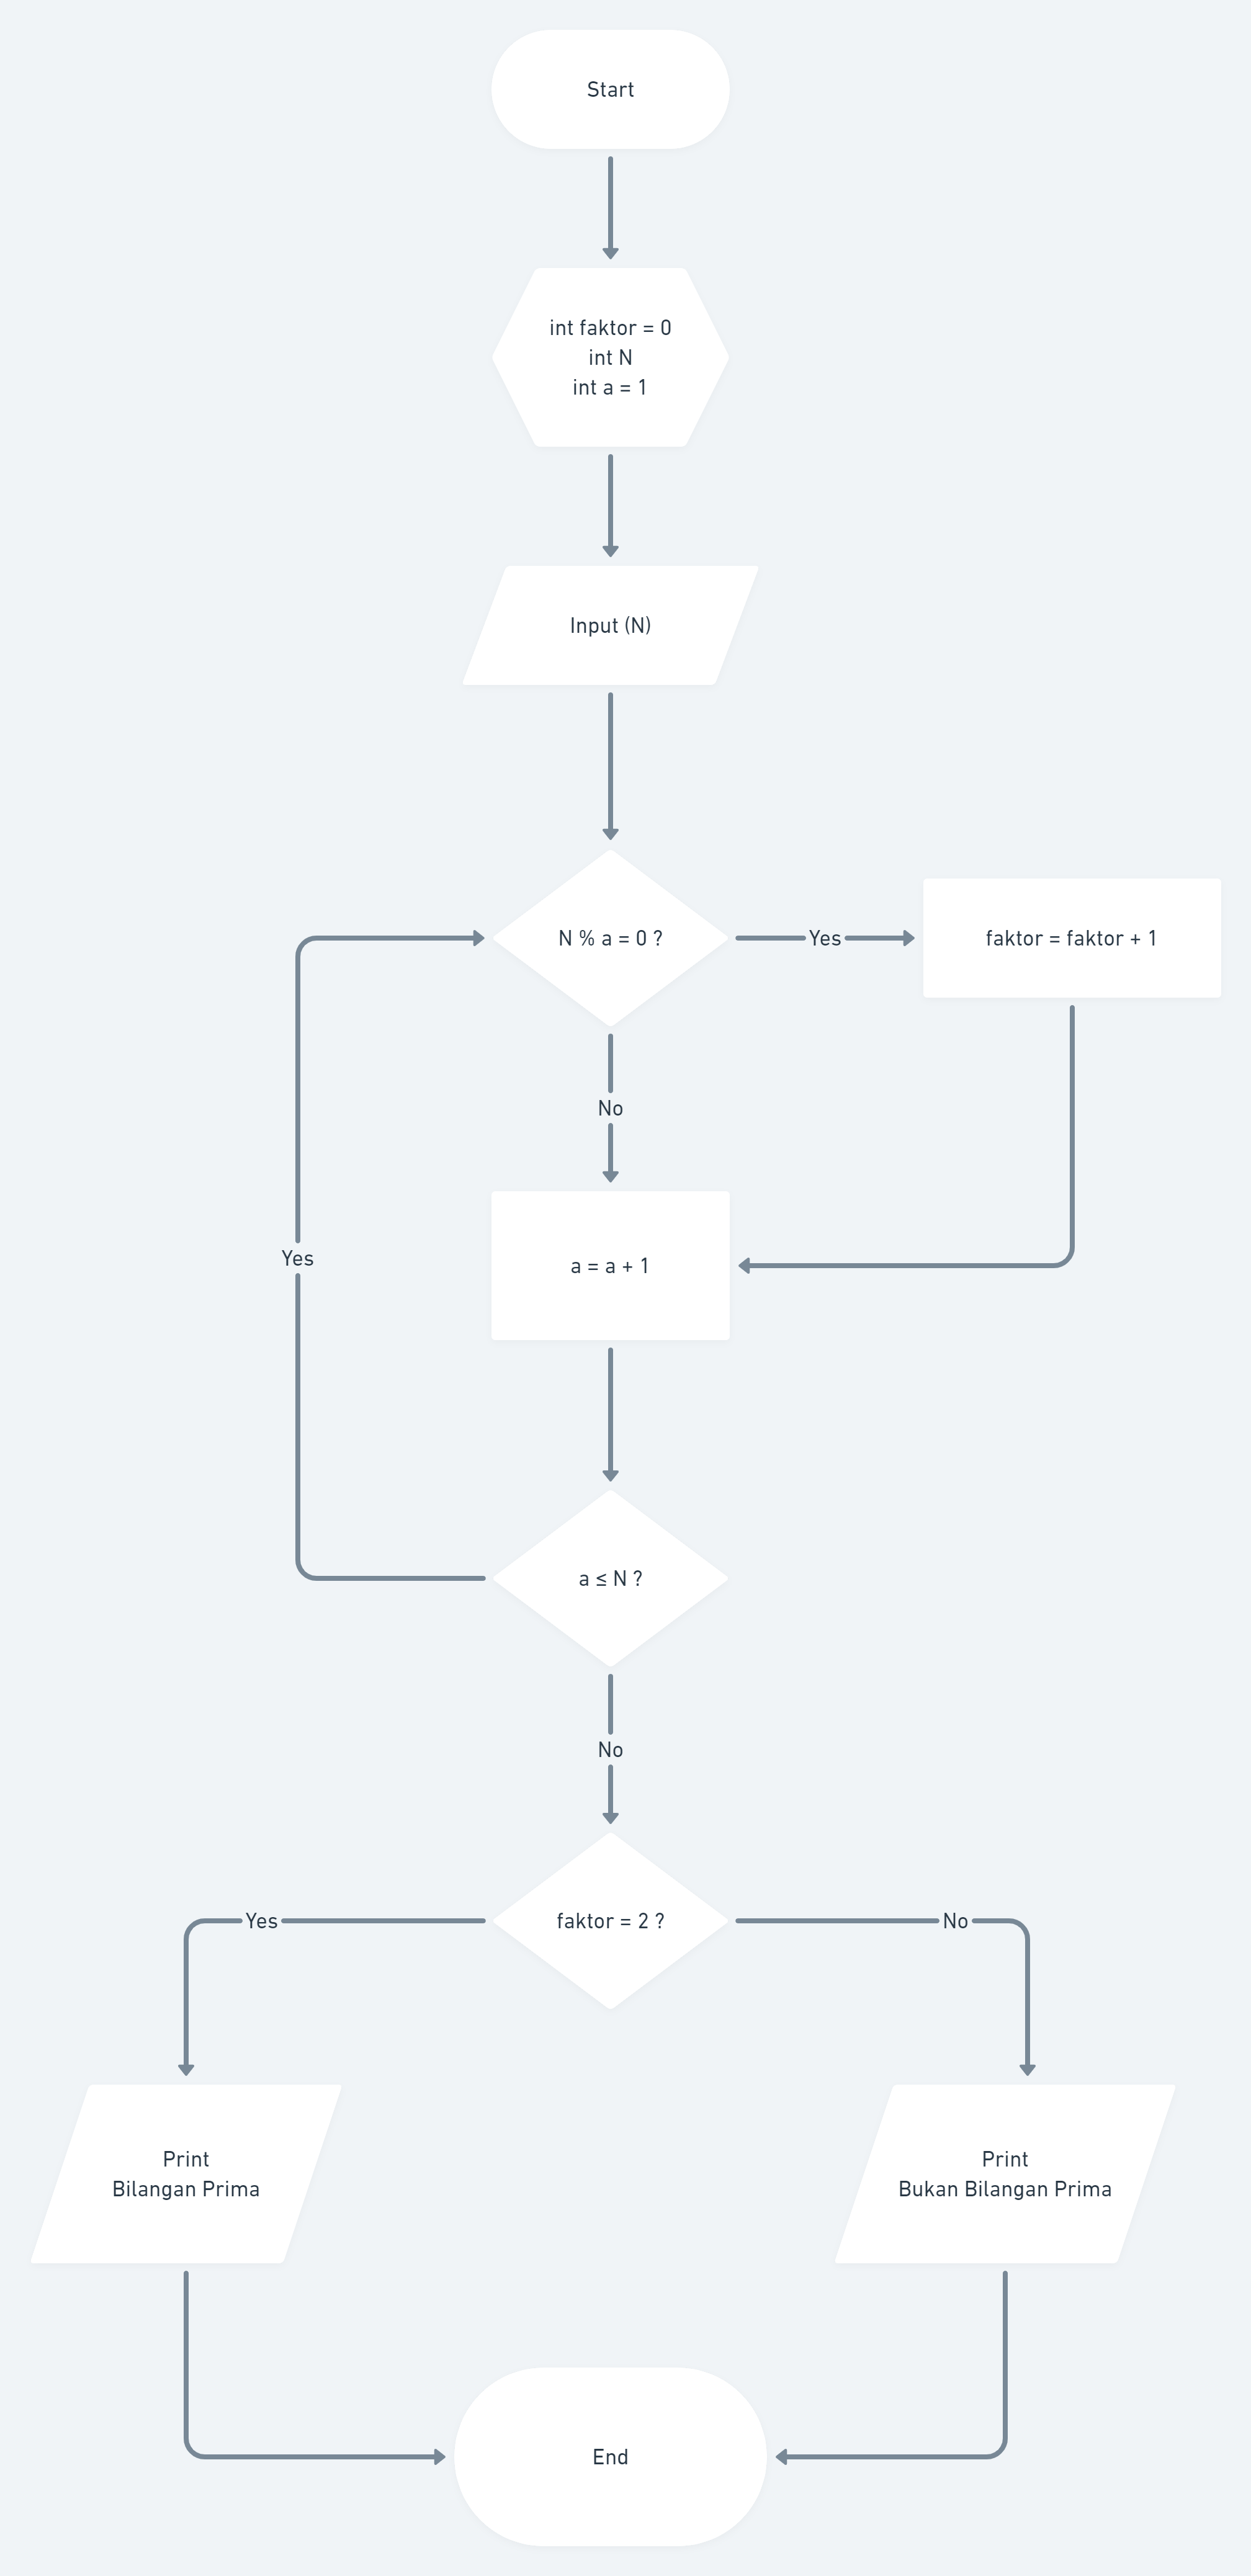 Start
int faktor = 0
int N
int a = 1
Input (N)
N % a = 0 ?
Yes
faktor = faktor + 1
No
Yes
a = a + 1
a ≤ N ?
No
faktor = 2 ?
Yes
No
Print
Bilangan Prima
Print
Bukan Bilangan Prima
End